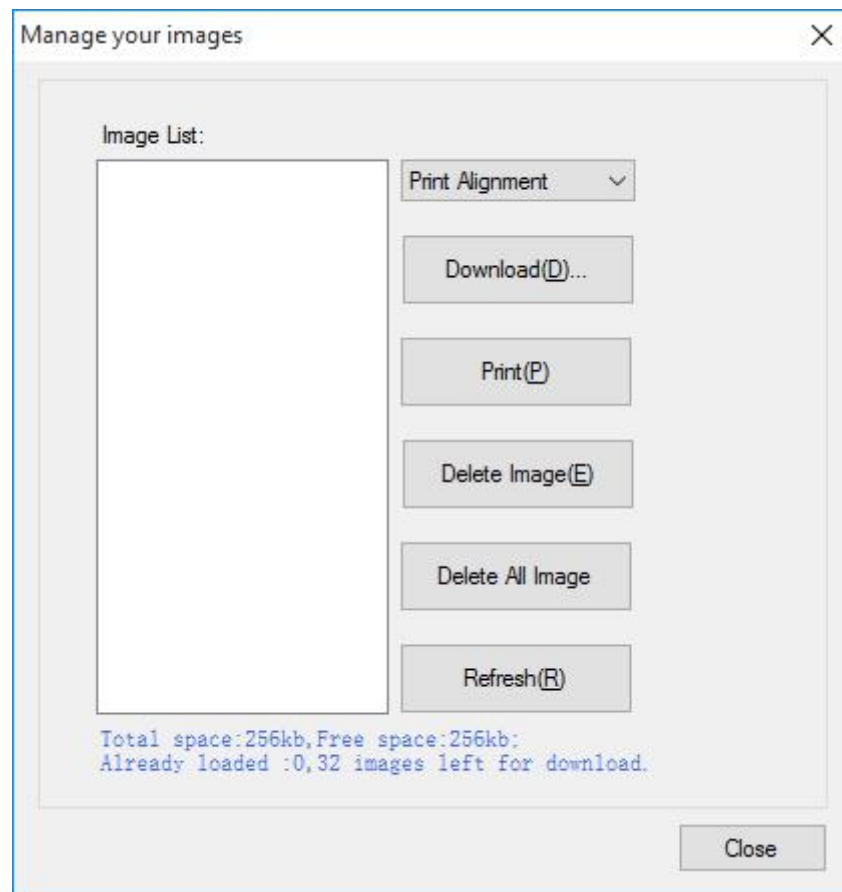 Manage your images
Image List:
Print Alignment
Download(D)...
Print(P)
Delete Image(E)
Delete All Image
Refresh(R)
Total space:256kb,Free space:256kb;
Already loaded :0,32 images left for download.
Close